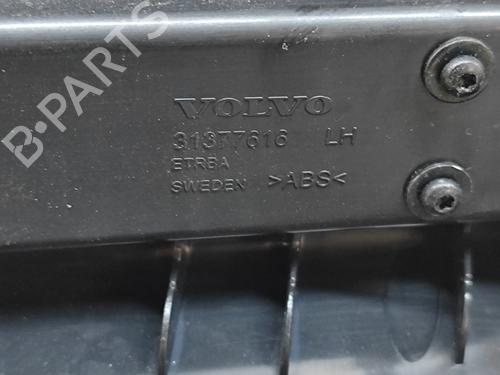 B-PARTS
VOLVO
31377616 LH
ETRBA
SWEDEN >ABS<